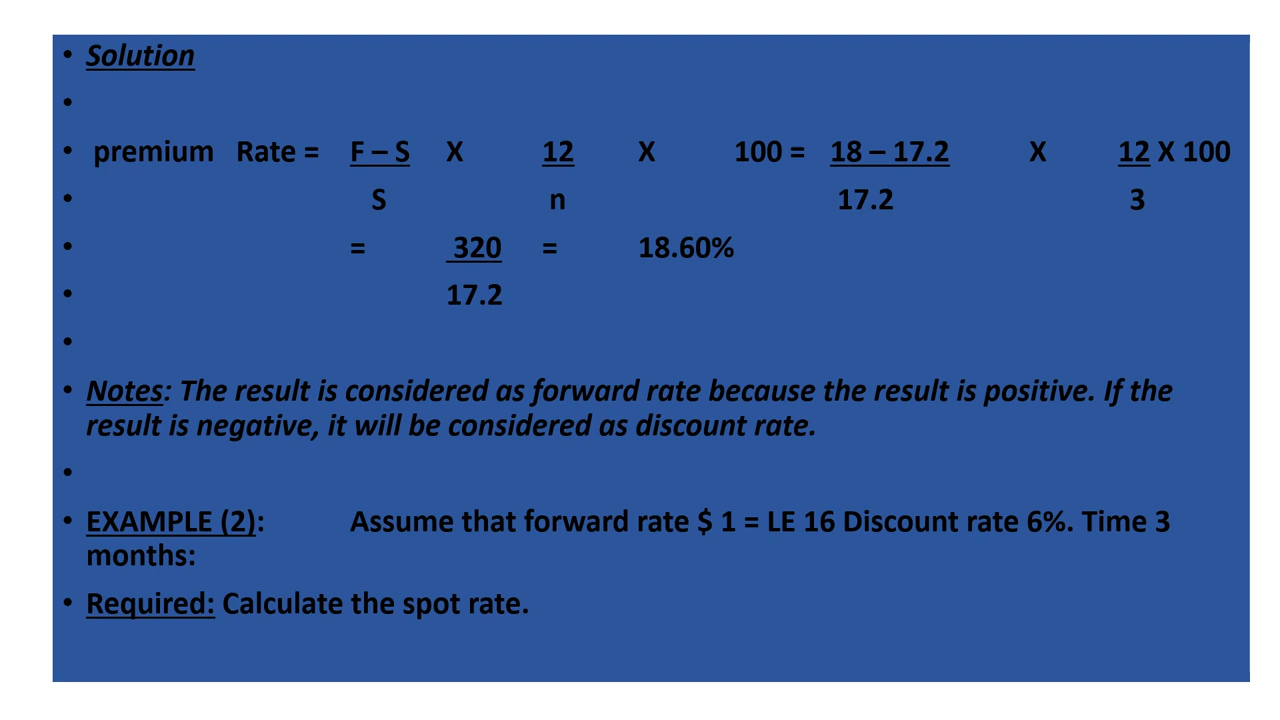 • Solution
•
• premium Rate = F – S X 12 X 100 = 18 – 17.2 X 12 X 100
• S n 17.2 3
• = 320 = 18.60%
• 17.2
•
• Notes: The result is considered as forward rate because the result is positive. If the
result is negative, it will be considered as discount rate.
•
• EXAMPLE (2): Assume that forward rate $ 1 = LE 16 Discount rate 6%. Time 3
months:
• Required: Calculate the spot rate.